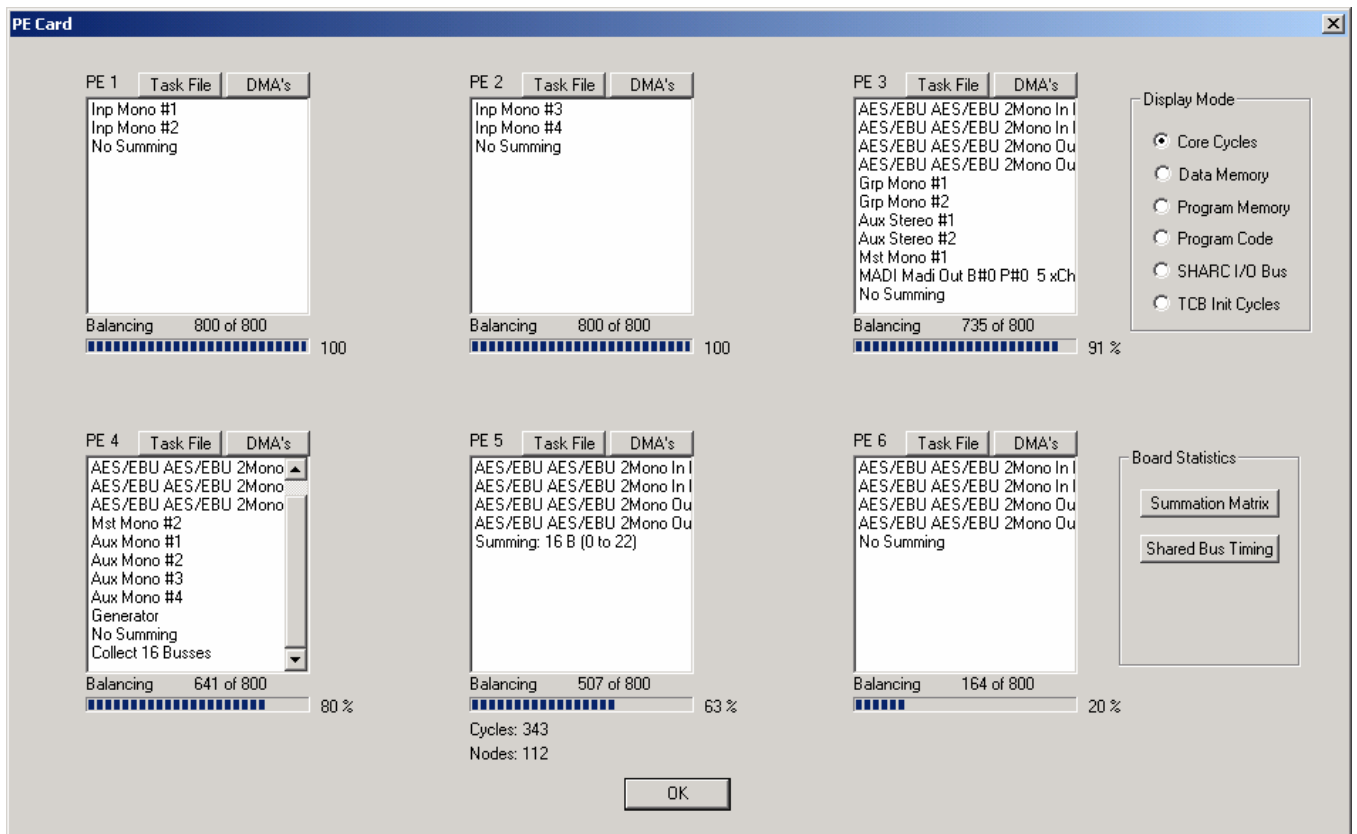 PE Card
PE 1 Task File DMA's
Inp Mono #1
Inp Mono #2
No Summing
Balancing 800 of 800
100
PE 2 Task File DMA's
Inp Mono #3
Inp Mono #4
No Summing
Balancing 800 of 800
100
PE 3 Task File DMA's
AES/EBU AES/EBU 2Mono In I
AES/EBU AES/EBU 2Mono In I
AES/EBU AES/EBU 2Mono Ou
AES/EBU AES/EBU 2Mono Ou
Grp Mono #1
Grp Mono #2
Aux Stereo #1
Aux Stereo #2
Mst Mono #1
MADI Madi Out B#0 P#0 5 xCh
No Summing
Balancing 735 of 800
91 %
Display Mode
Core Cycles
Data Memory
Program Memory
Program Code
SHARC I/O Bus
TCB Init Cycles
PE 4 Task File DMA's
AES/EBU AES/EBU 2Mono
AES/EBU AES/EBU 2Mono
AES/EBU AES/EBU 2Mono
Mst Mono #2
Aux Mono #1
Aux Mono #2
Aux Mono #3
Aux Mono #4
Generator
No Summing
Collect 16 Busses
Balancing 641 of 800
80 %
PE 5 Task File DMA's
AES/EBU AES/EBU 2Mono In I
AES/EBU AES/EBU 2Mono In I
AES/EBU AES/EBU 2Mono Ou
AES/EBU AES/EBU 2Mono Ou
Summing: 16 B (0 to 22)
Balancing 507 of 800
63 %
Cycles: 343
Nodes: 112
PE 6 Task File DMA's
AES/EBU AES/EBU 2Mono In I
AES/EBU AES/EBU 2Mono In I
AES/EBU AES/EBU 2Mono Ou
AES/EBU AES/EBU 2Mono Ou
No Summing
Balancing 164 of 800
20 %
Board Statistics
Summation Matrix
Shared Bus Timing
OK